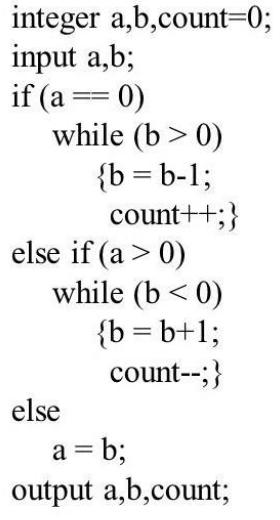 integer a,b,count=0;
input a,b;
if (a == 0)
while (b > 0)
{b = b-1;
count++;}
else if (a > 0)
while (b < 0)
{b = b+1;
count--;}
else
a = b;
output a,b,count;